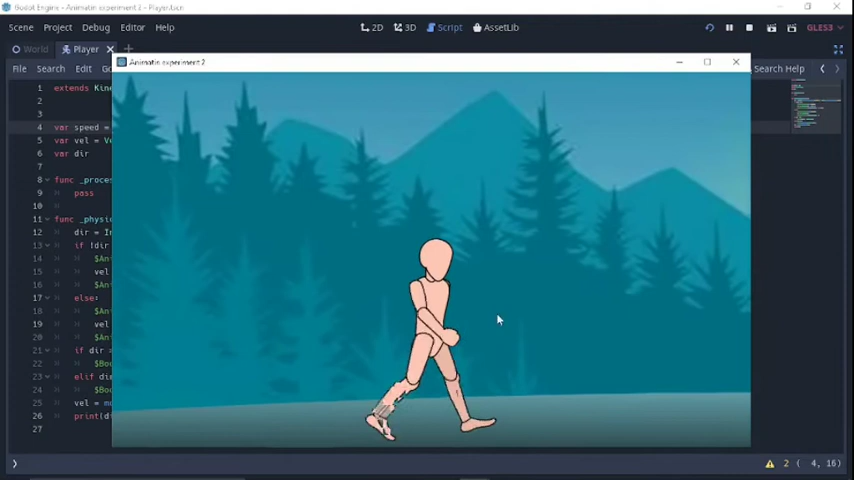 Godot Engine - Animatin experiment 2 - Player.tscn
Scene Project Debug Editor Help 2D 3D Script AssetLib GLES3
World Player
File Search Edit Animatin experiment 2 Search Help
1 extends
2
3
4 var speed =
5 var vel =
6 var dir
7
8 func
9 pass
10
11 func
12 dir =
13 if !dir
14
15 vel
16
17 else:
18
19 vel
20
21 if dir
22
23 elif
24
25 vel =
26
27
2 ( 4, 16)